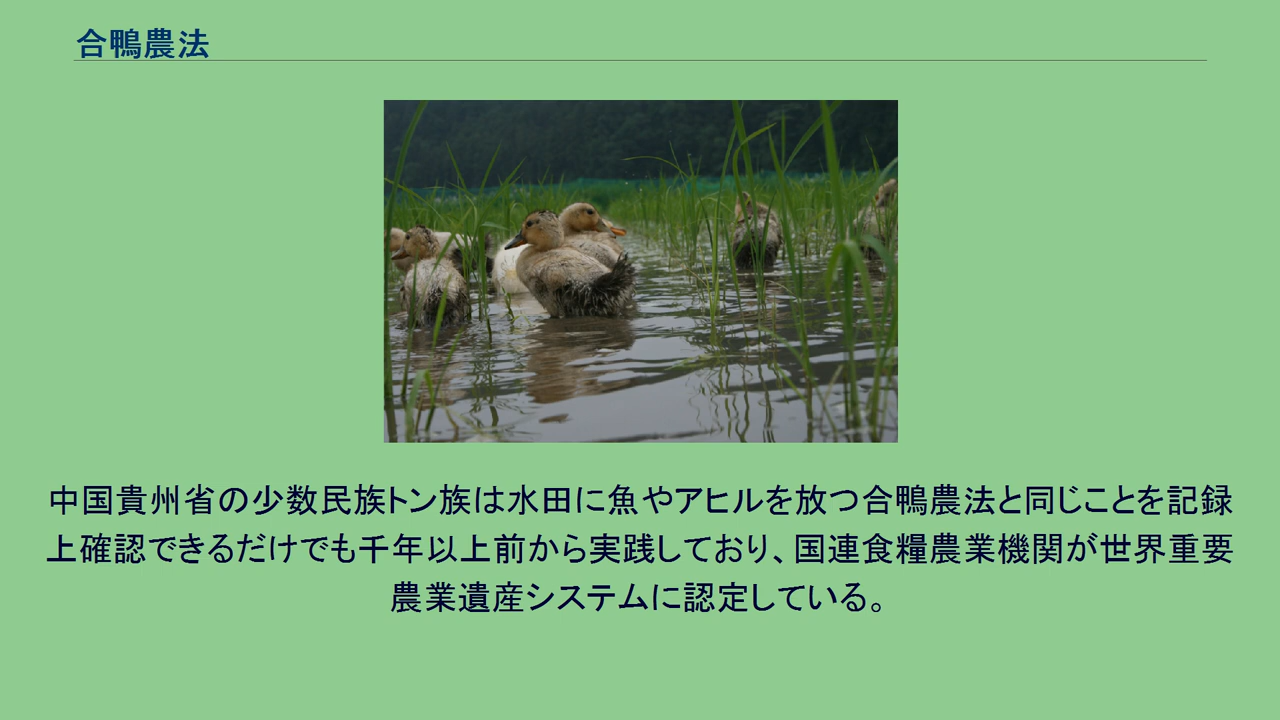 合鴨農法
中国貴州省の少数民族トン族は水田に魚やアヒルを放つ合鴨農法と同じことを記録
上確認できるだけでも千年以上前から実践しており、国連食糧農業機関が世界重要
農業遺産システムに認定している。